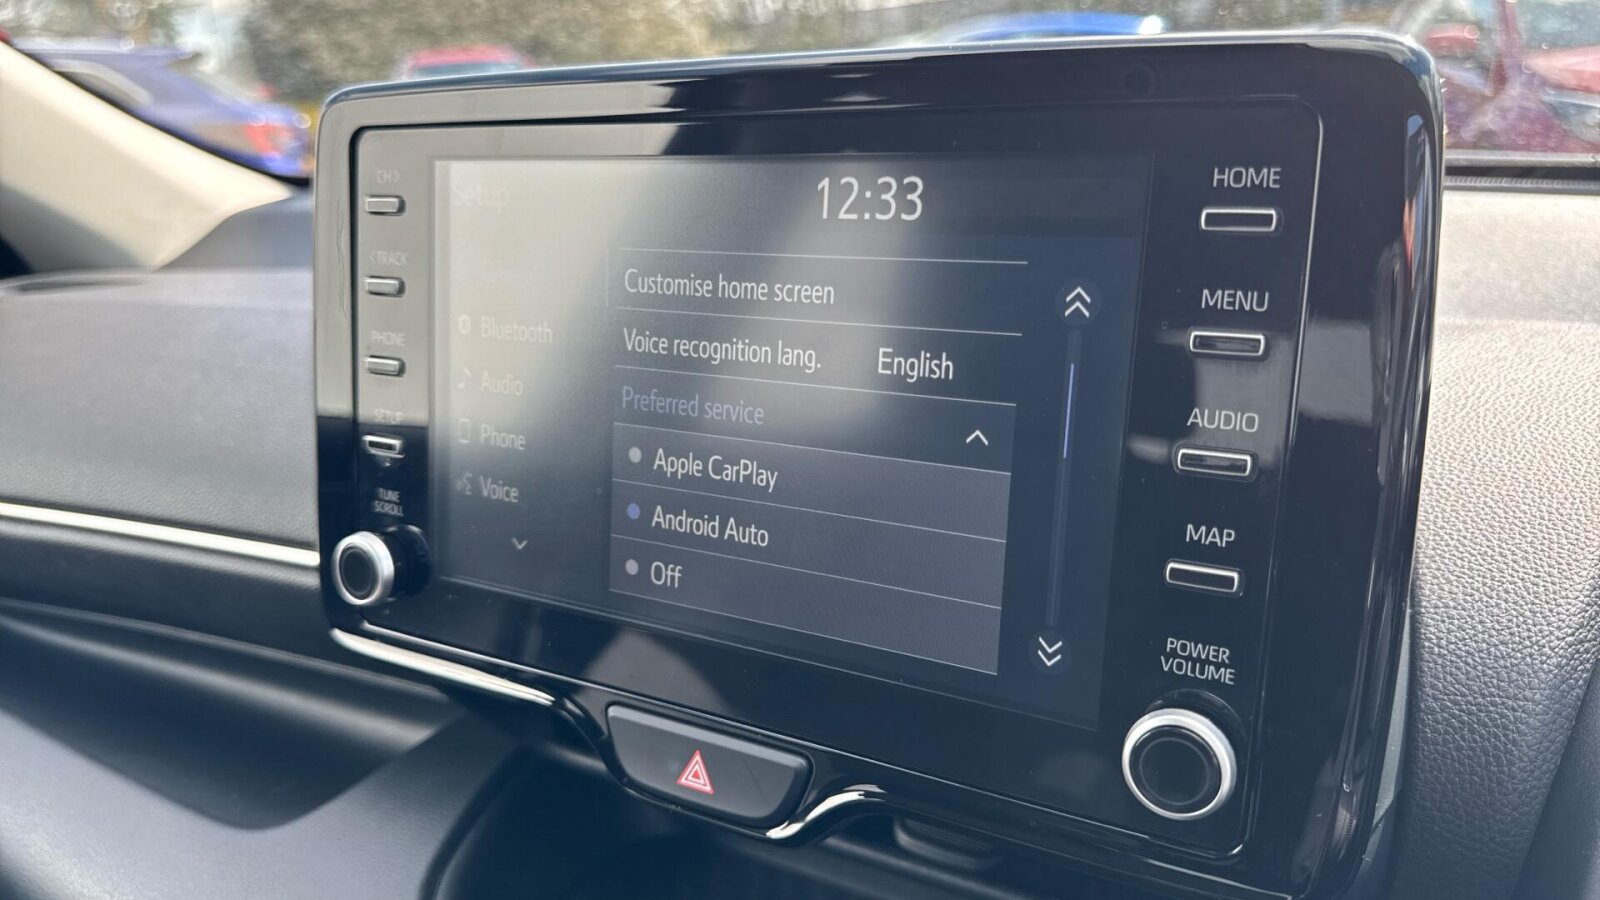 CH>
<TRACK
PHONE
SETUP
TUNE
SCROLL
Setup
12:33
Bluetooth
Audio
Phone
Voice
Customise home screen
Voice recognition lang. English
Preferred service
Apple CarPlay
Android Auto
Off
HOME
MENU
AUDIO
MAP
POWER
VOLUME